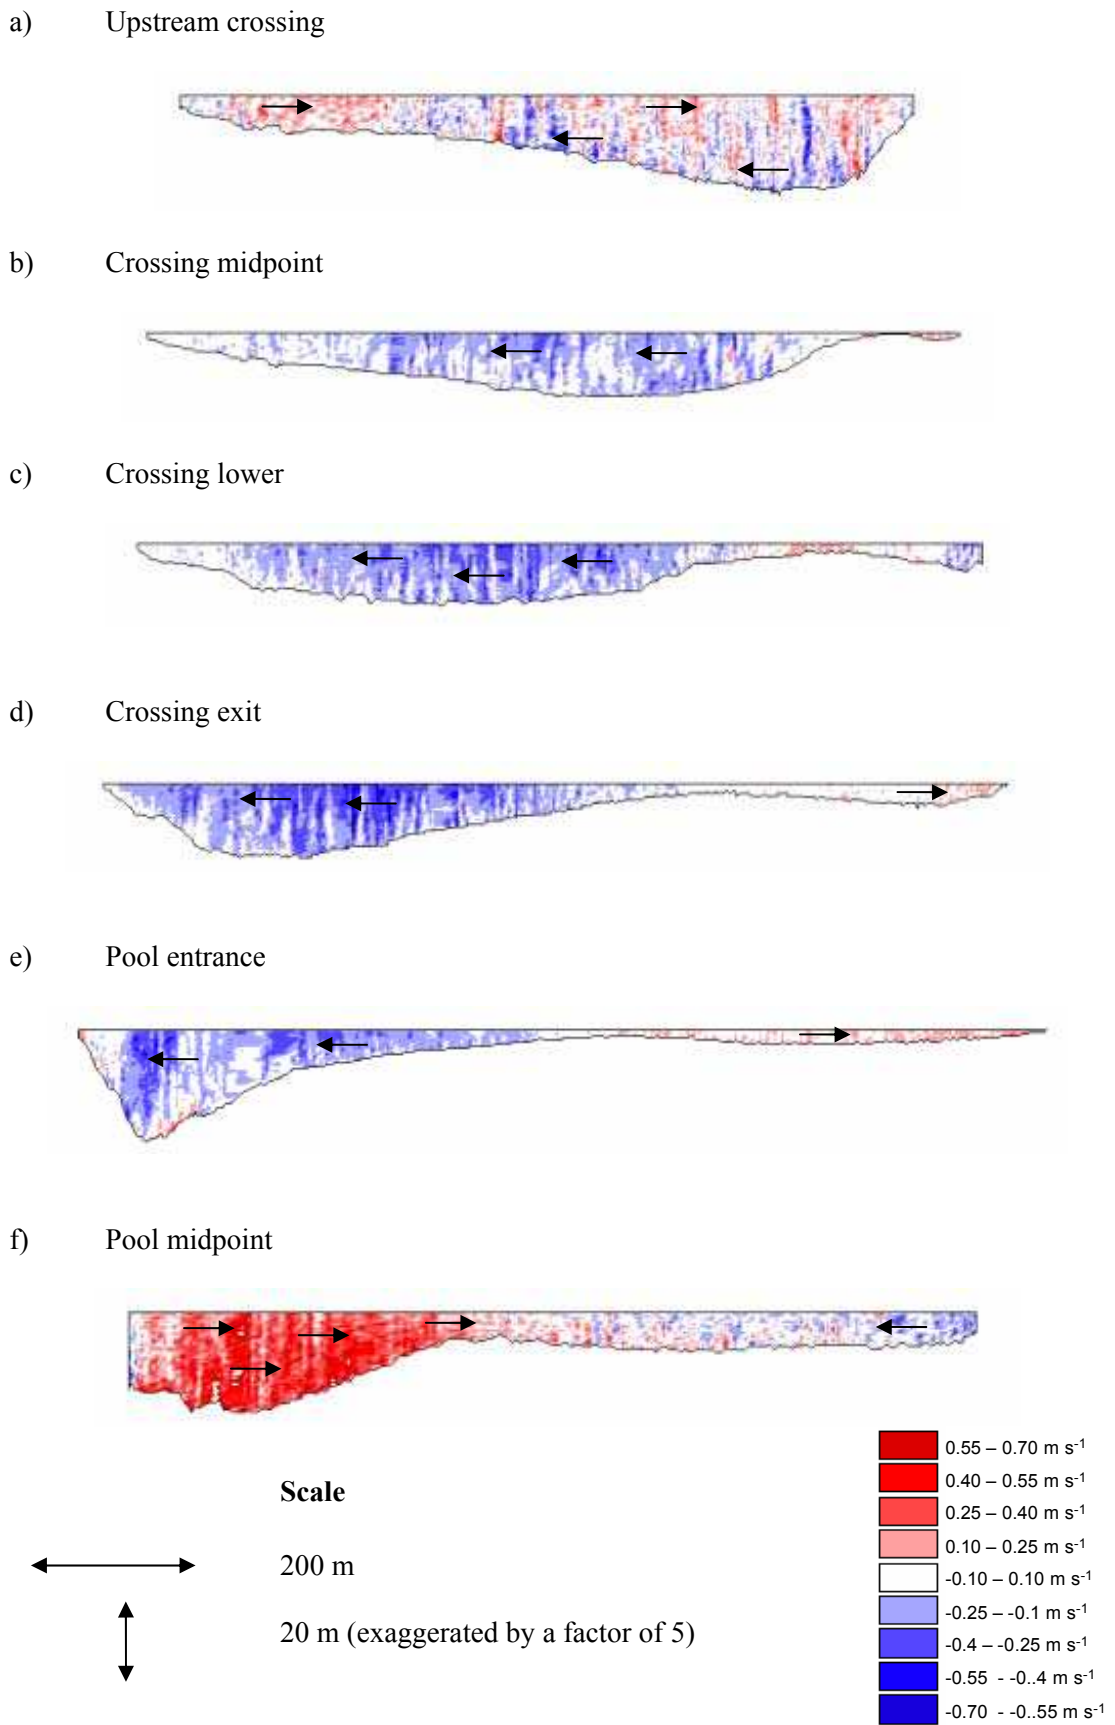 a) Upstream crossing
b) Crossing midpoint
c) Crossing lower
d) Crossing exit
e) Pool entrance
f) Pool midpoint
Scale
200 m
20 m (exaggerated by a factor of 5)
0.55 – 0.70 m s-1
0.40 – 0.55 m s-1
0.25 – 0.40 m s-1
0.10 – 0.25 m s-1
-0.10 – 0.10 m s-1
-0.25 – -0.1 m s-1
-0.4 – -0.25 m s-1
-0.55 - -0..4 m s-1
-0.70 - -0..55 m s-1